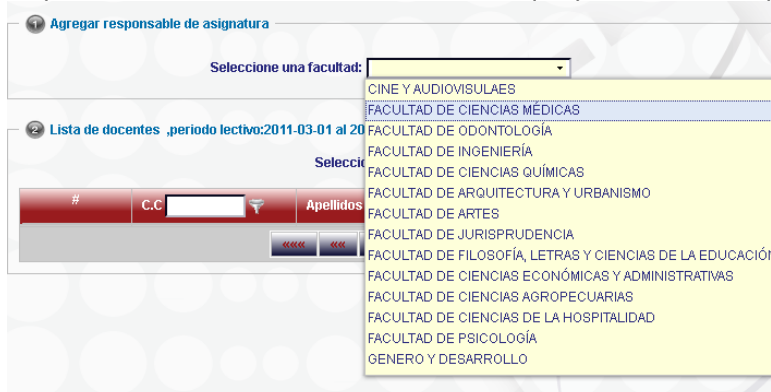 1 Agregar responsable de asignatura
Seleccione una facultad:
CINE Y AUDIOVISULAES
FACULTAD DE CIENCIAS MÉDICAS
FACULTAD DE ODONTOLOGÍA
FACULTAD DE INGENIERÍA
FACULTAD DE CIENCIAS QUÍMICAS
FACULTAD DE ARQUITECTURA Y URBANISMO
FACULTAD DE ARTES
FACULTAD DE JURISPRUDENCIA
FACULTAD DE FILOSOFÍA, LETRAS Y CIENCIAS DE LA EDUCACIÓN
FACULTAD DE CIENCIAS ECONÓMICAS Y ADMINISTRATIVAS
FACULTAD DE CIENCIAS AGROPECUARIAS
FACULTAD DE CIENCIAS DE LA HOSPITALIDAD
FACULTAD DE PSICOLOGÍA
GENERO Y DESARROLLO
2 Lista de docentes ,periodo lectivo:2011-03-01 al 20
Selecci
# C.C Apellidos
««« ««